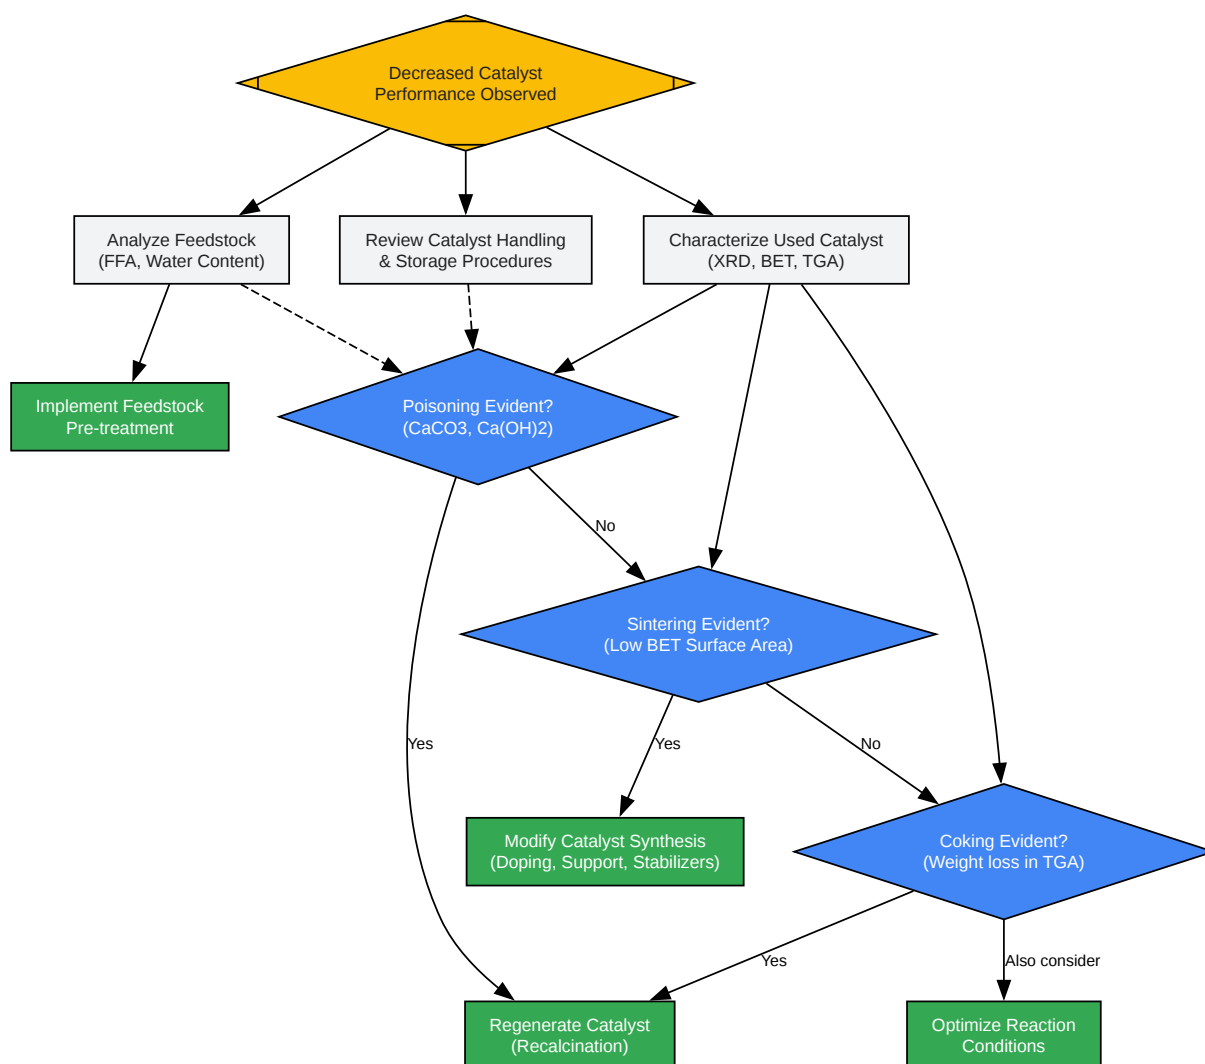 Decreased Catalyst
Performance Observed
Analyze Feedstock
(FFA, Water Content)
Review Catalyst Handling
& Storage Procedures
Characterize Used Catalyst
(XRD, BET, TGA)
Implement Feedstock
Pre-treatment
Poisoning Evident?
(CaCO3, Ca(OH)2)
No
Sintering Evident?
(Low BET Surface Area)
Yes
Yes
No
Modify Catalyst Synthesis
(Doping, Support, Stabilizers)
Coking Evident?
(Weight loss in TGA)
Yes
Also consider
Regenerate Catalyst
(Recalcination)
Optimize Reaction
Conditions